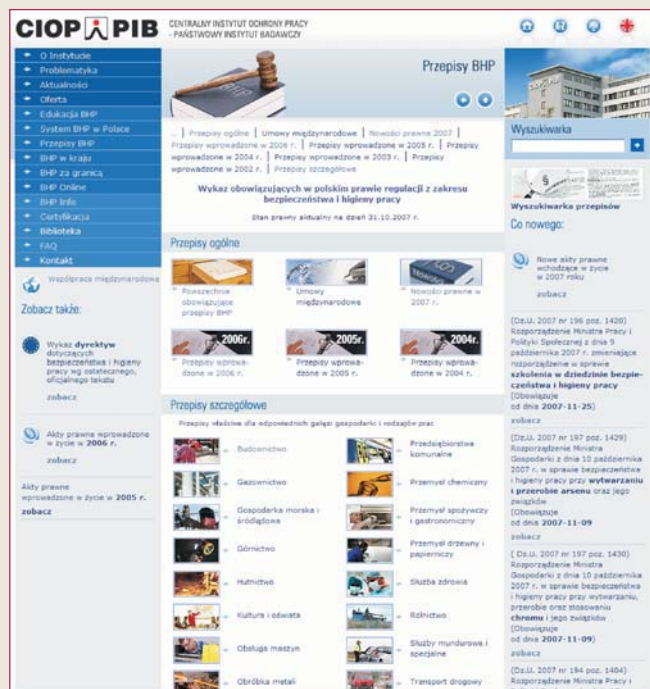 CIOP PIB
CENTRALNY INSTYTUT OCHRONY PRACY
- PAŃSTWOWY INSTYTUT BADAWCZY
O Instytucie
Problematyka
Aktualności
Oferta
Edukacja BHP
System BHP w Polsce
Przepisy BHP
BHP w kraju
BHP za granicą
BHP Online
BHP Info
Certyfikacja
Biblioteka
FAQ
Kontakt
Współpraca międzynarodowa
Zobacz także:
Wykaz dyrektyw
dotyczących
bezpieczeństwa i higieny
pracy wg ostatecznego,
oficjalnego tekstu
zobacz
Akty prawne wprowadzone
w życie w 2006 r.
zobacz
Akty prawne
wprowadzone w życie w 2005 r.
zobacz
Przepisy BHP
... | Przepisy ogólne | Umowy międzynarodowe | Nowości prawne 2007 |
Przepisy wprowadzone w 2006 r. | Przepisy wprowadzone w 2005 r. | Przepisy
wprowadzone w 2004 r. | Przepisy wprowadzone w 2003 r. | Przepisy
wprowadzone w 2002 r. | Przepisy szczegółowe
Wykaz obowiązujących w polskim prawie regulacji z zakresu
bezpieczeństwa i higieny pracy
Stan prawny aktualny na dzień 31.10.2007 r.
Przepisy ogólne
Powszechnie
obowiązujące
przepisy BHP
Umowy
międzynarodowe
Nowości prawne w
2007 r.
2006r.
Przepisy wprowa-
dzone w 2006 r.
2005r.
Przepisy wprowa-
dzone w 2005 r.
2004r.
Przepisy wprowa-
dzone w 2004 r.
Przepisy szczegółowe
Przepisy właściwe dla odpowiednich gałęzi gospodarki i rodzajów prac
Budownictwo
Przedsiębiorstwa
komunalne
Gazownictwo
Przemysł chemiczny
Gospodarka morska i
śródlądowa
Przemysł spożywczy
i gastronomiczny
Górnictwo
Przemysł drzewny i
papierniczy
Hutnictwo
Służba zdrowia
Kultura i oświata
Rolnictwo
Obsługa maszyn
Służby mundurowe i
specjalne
Obróbka metali
Transport drogowy
Wyszukiwarka
§
Wyszukiwarka przepisów
Co nowego:
Nowe akty prawne
wchodzące w życie
w 2007 roku
zobacz
(Dz.U. 2007 nr 196 poz. 1420)
Rozporządzenie Ministra Pracy i
Polityki Społecznej z dnia 9
października 2007 r. zmieniające
rozporządzenie w sprawie
szkolenia w dziedzinie bezpie-
czeństwa i higieny pracy
(Obowiązuje
od dnia 2007-11-25)
zobacz
(Dz.U. 2007 nr 197 poz. 1429)
Rozporządzenie Ministra
Gospodarki z dnia 10 października
2007 r. w sprawie bezpieczeństwa
i higieny pracy przy wytwarzaniu
i przerobie arsenu oraz jego
związków
(Obowiązuje
od dnia 2007-11-09
zobacz
( Dz.U. 2007 nr 197 poz. 1430)
Rozporządzenie Ministra
Gospodarki z dnia 10 października
2007 r. w sprawie bezpieczeństwa
i higieny pracy przy wytwarzaniu,
przerobie oraz stosowaniu
chromu i jego związków
(Obowiązuje
od dnia 2007-11-09)
zobacz
(Dz.U. 2007 nr 194 poz. 1404)
Rozporządzenie Ministra Pracy i